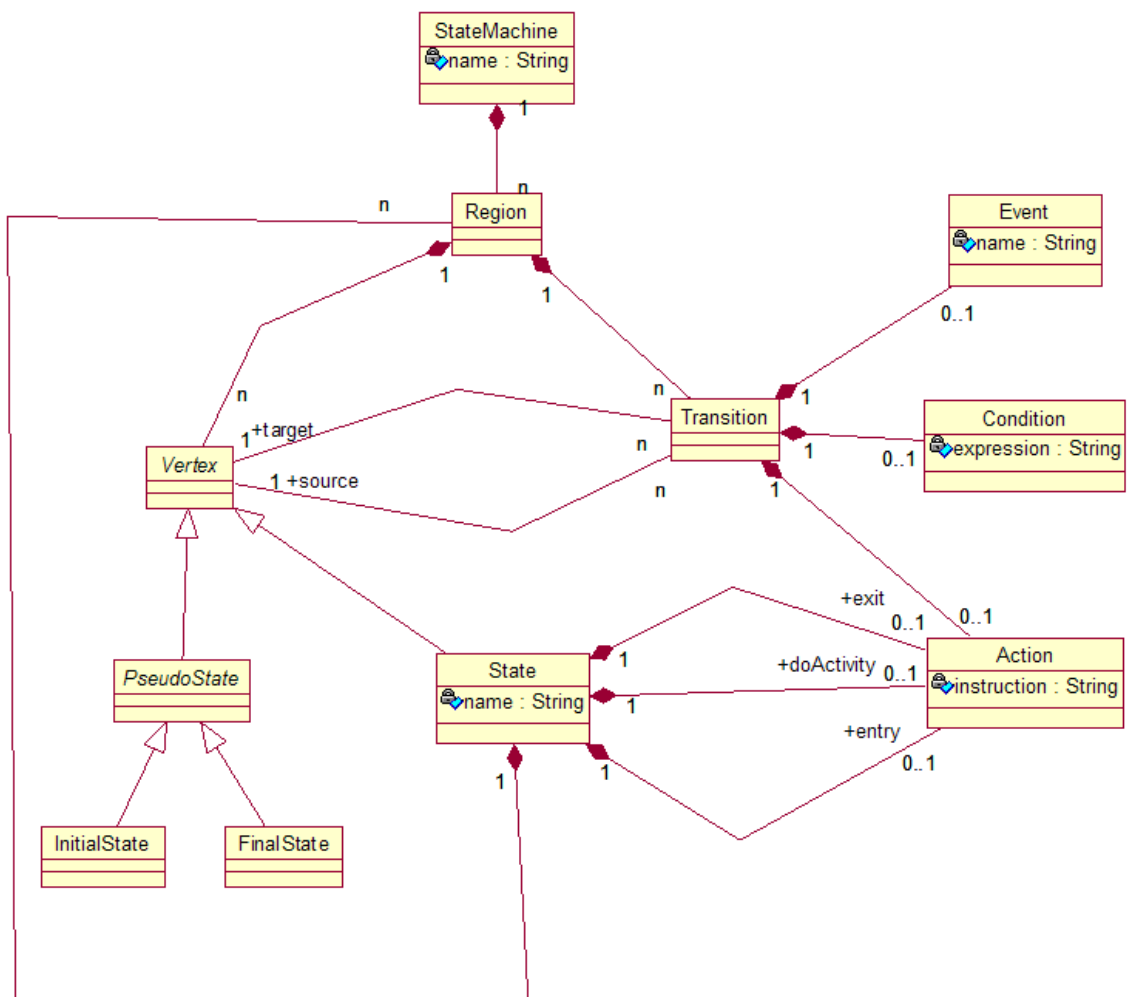 StateMachine
name : String
1
n
n
Region
1
1
Event
name : String
0..1
n
n
1
Transition
1
Condition
expression : String
0..1
1
+target
n
Vertex
1 +source
n
1
+exit
0..1
0..1
1
State
name : String
+doActivity
0..1
1
Action
instruction : String
PseudoState
+entry
0..1
1
1
InitialState
FinalState